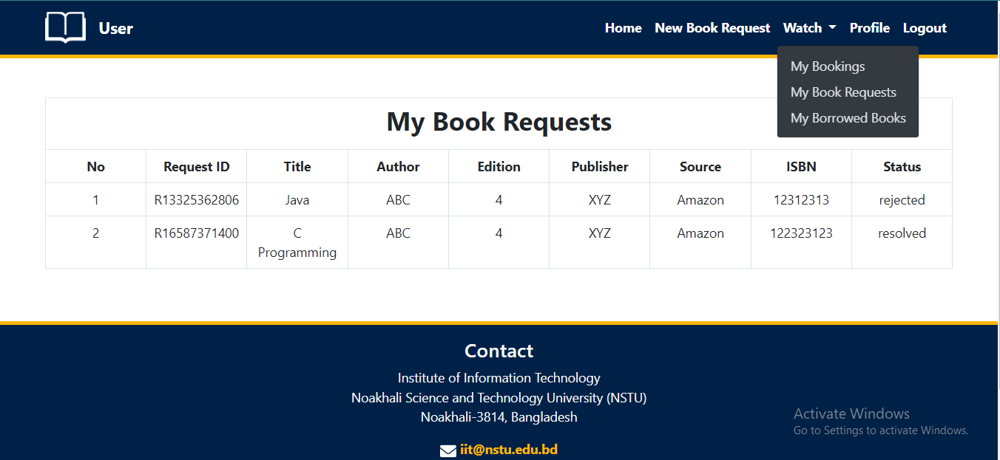 User
Home New Book Request Watch Profile Logout
My Bookings
My Book Requests
My Borrowed Books
My Book Requests
No Request ID Title Author Edition Publisher Source ISBN Status
1 R13325362806 Java ABC 4 XYZ Amazon 12312313 rejected
2 R16587371400 C ABC 4 XYZ Amazon 122323123 resolved
Programming
Contact
Institute of Information Technology
Noakhali Science and Technology University (NSTU)
Noakhali-3814, Bangladesh
Activate Windows
Go to Settings to activate Windows.
iit@nstu.edu.bd